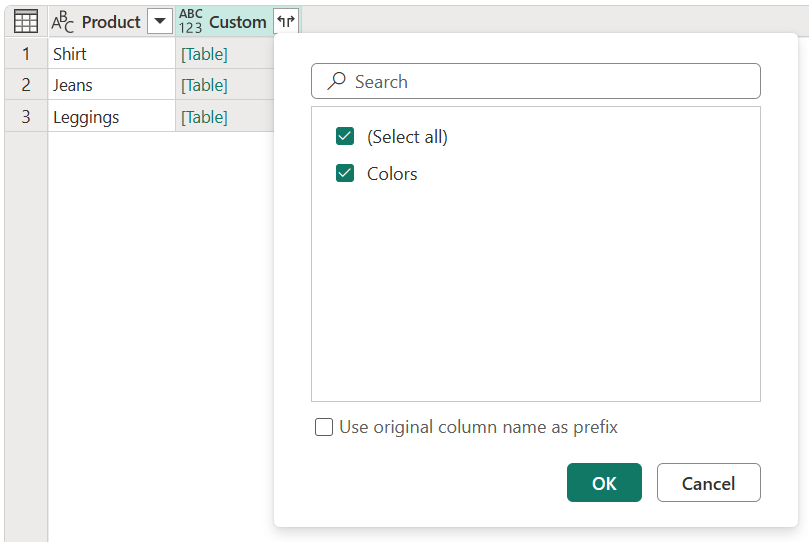 ABC Product ABC 123 Custom
1 Shirt [Table]
2 Jeans [Table]
3 Leggings [Table]
Search
(Select all)
Colors
Use original column name as prefix
OK Cancel